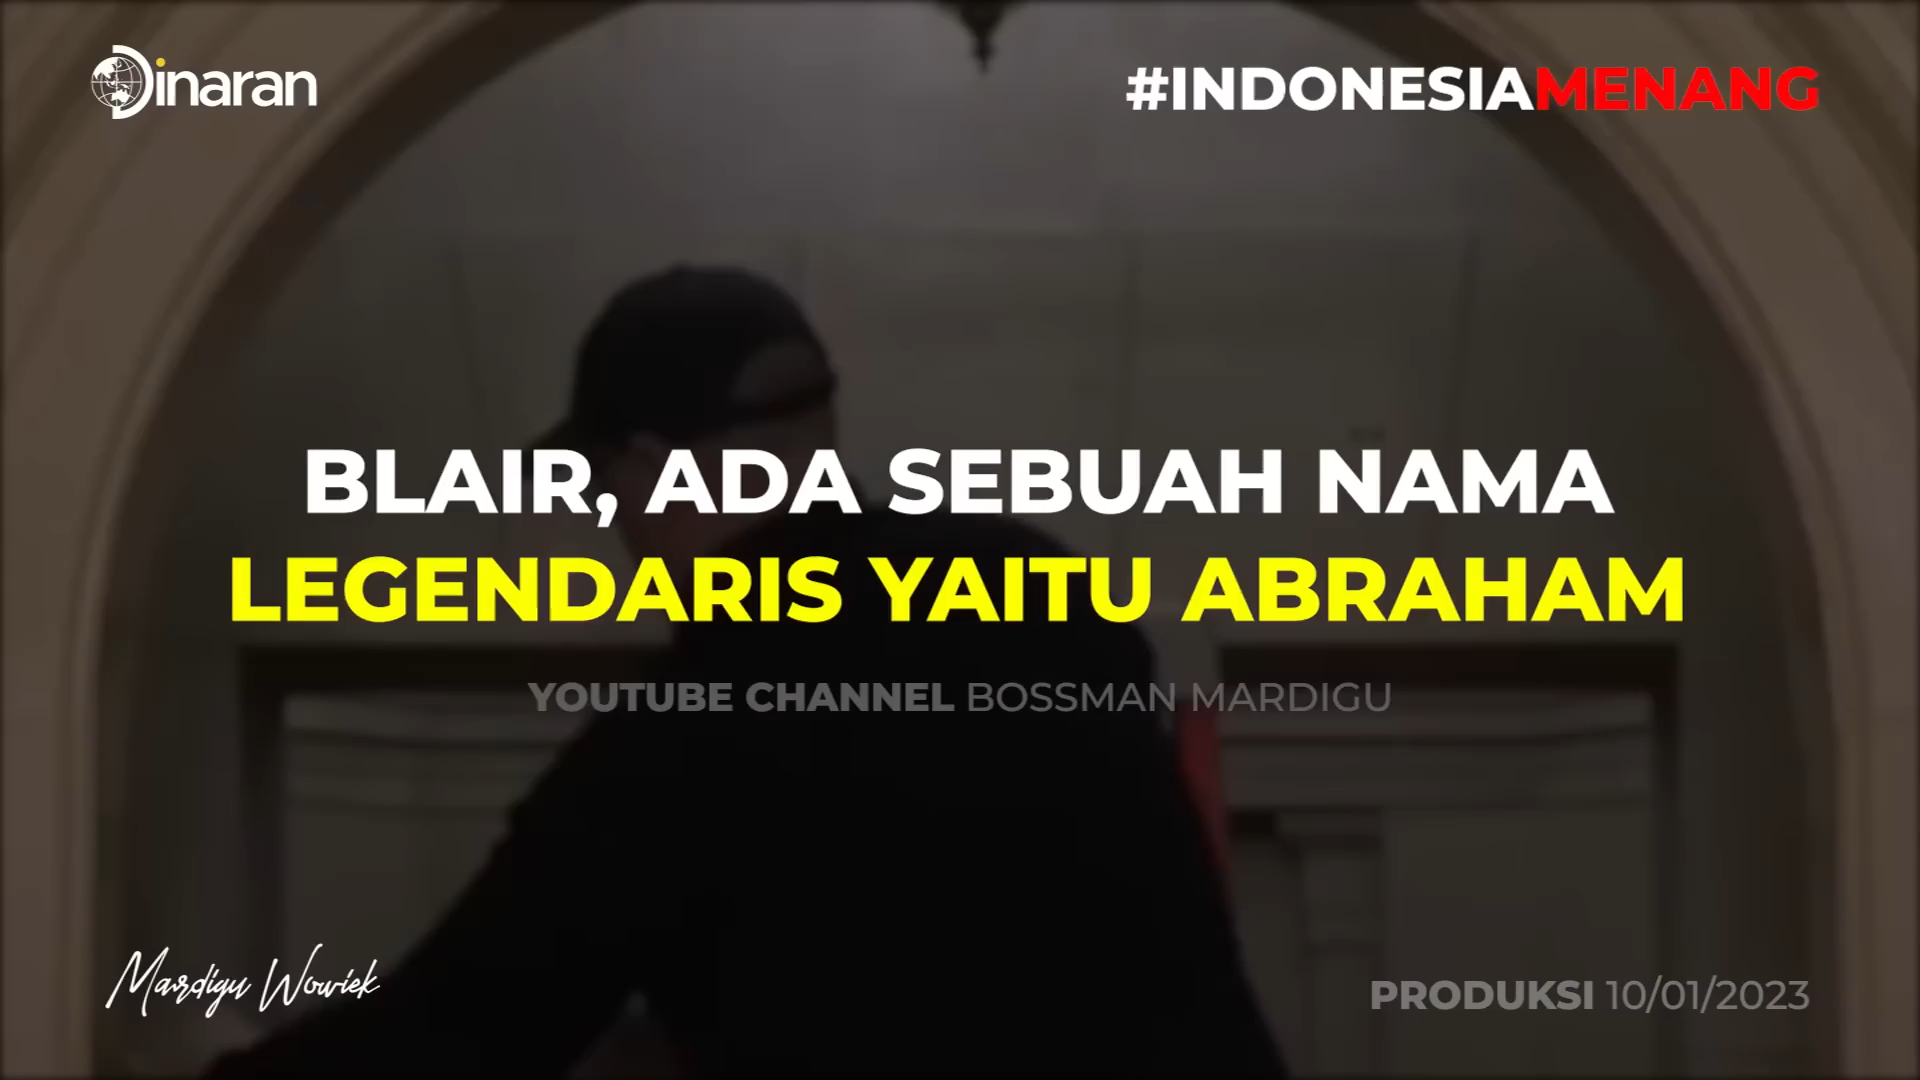 Dinaran
#INDONESIAMENANG
BLAIR, ADA SEBUAH NAMA
LEGENDARIS YAITU ABRAHAM
YOUTUBE CHANNEL BOSSMAN MARDIGU
Mardigu Wowiek
PRODUKSI 10/01/2023